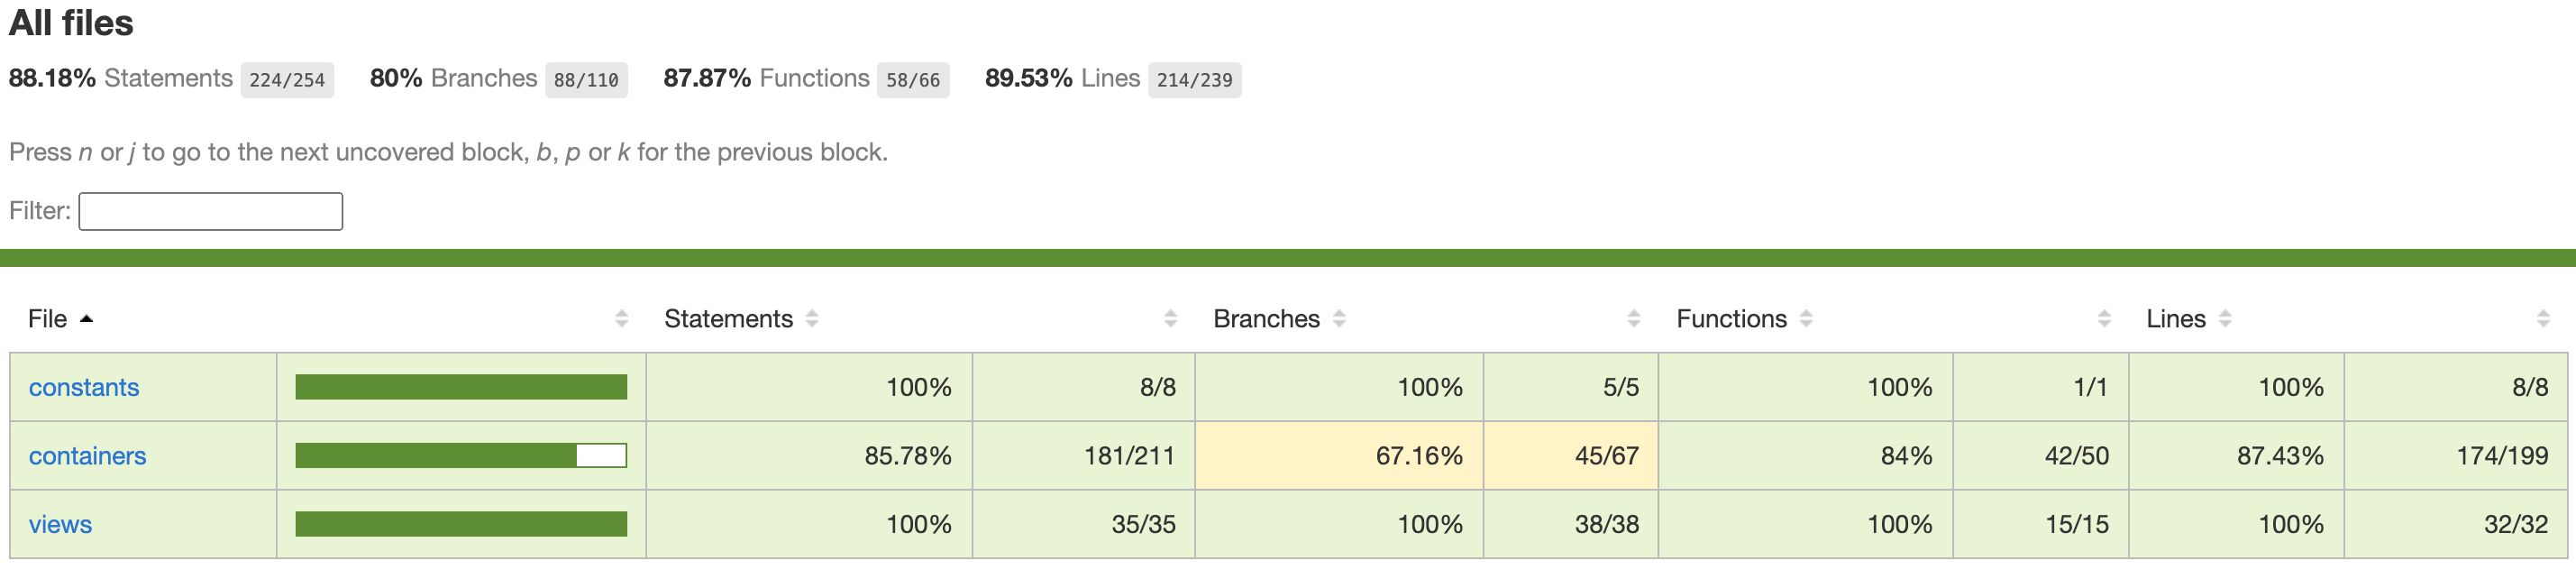 All files
88.18% Statements 224/254 80% Branches 88/110 87.87% Functions 58/66 89.53% Lines 214/239
Press n or j to go to the next uncovered block, b, p or k for the previous block.
Filter:
File Statements Branches Functions Lines
constants 100% 8/8 100% 5/5 100% 1/1 100% 8/8
containers 85.78% 181/211 67.16% 45/67 84% 42/50 87.43% 174/199
views 100% 35/35 100% 38/38 100% 15/15 100% 32/32